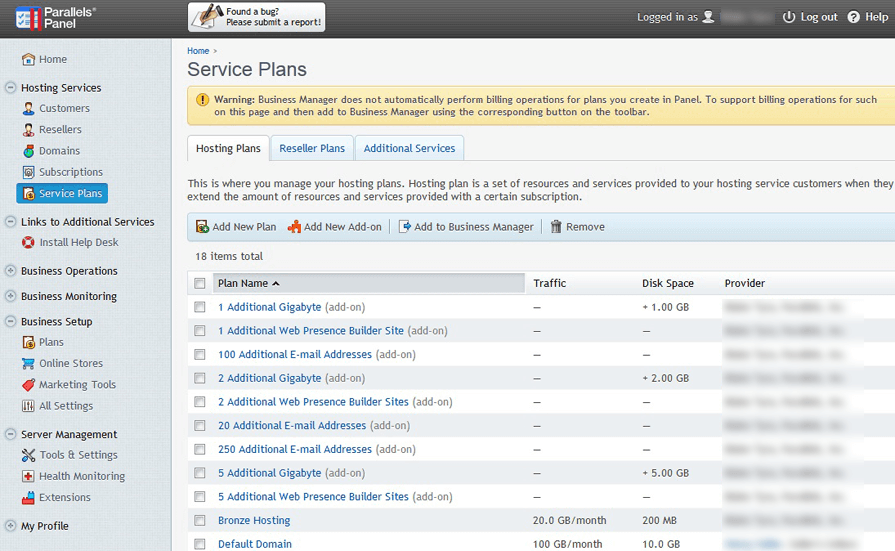 Parallels®
Panel
Found a bug?
Please submit a report!
Logged in as
Log out
Help
Home
Hosting Services
Customers
Resellers
Domains
Subscriptions
Service Plans
Links to Additional Services
Install Help Desk
Business Operations
Business Monitoring
Business Setup
Plans
Online Stores
Marketing Tools
All Settings
Server Management
Tools & Settings
Health Monitoring
Extensions
My Profile
Home >
Service Plans
Warning: Business Manager does not automatically perform billing operations for plans you create in Panel. To support billing operations for such
on this page and then add to Business Manager using the corresponding button on the toolbar.
Hosting Plans Reseller Plans Additional Services
This is where you manage your hosting plans. Hosting plan is a set of resources and services provided to your hosting service customers when they
extend the amount of resources and services provided with a certain subscription.
Add New Plan Add New Add-on Add to Business Manager Remove
18 items total
Plan Name Traffic Disk Space Provider
1 Additional Gigabyte (add-on) — + 1.00 GB
1 Additional Web Presence Builder Site (add-on) — —
100 Additional E-mail Addresses (add-on) — —
2 Additional Gigabyte (add-on) — + 2.00 GB
2 Additional Web Presence Builder Sites (add-on) — —
20 Additional E-mail Addresses (add-on) — —
250 Additional E-mail Addresses (add-on) — —
5 Additional Gigabyte (add-on) — + 5.00 GB
5 Additional Web Presence Builder Sites (add-on) — —
Bronze Hosting 20.0 GB/month 200 MB
Default Domain 100 GB/month 10.0 GB